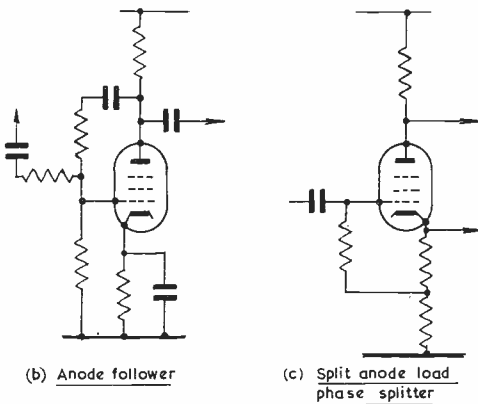 (b) Anode follower
(c) Split anode load
phase splitter